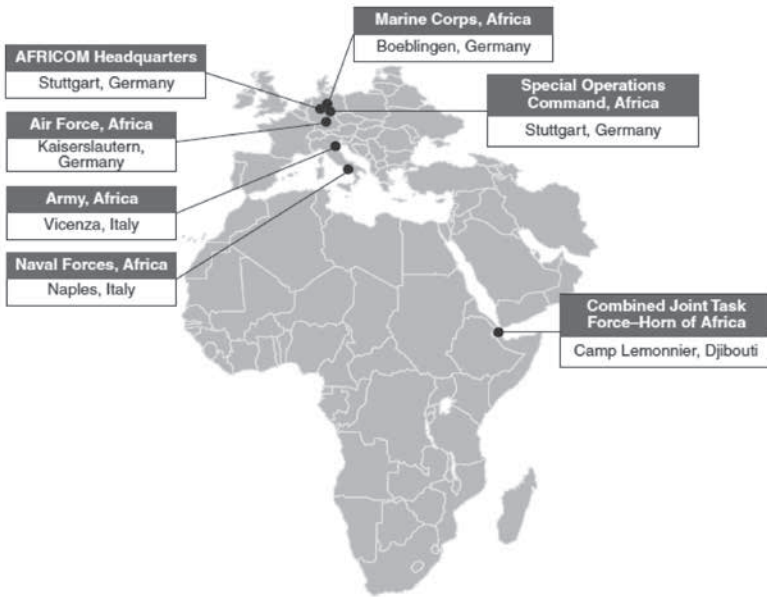 Marine Corps, Africa
Boeblingen, Germany
AFRICOM Headquarters
Stuttgart, Germany
Special Operations
Command, Africa
Stuttgart, Germany
Air Force, Africa
Kaiserslautern,
Germany
Army, Africa
Vicenza, Italy
Naval Forces, Africa
Naples, Italy
Combined Joint Task
Force–Horn of Africa
Camp Lemonnier, Djibouti